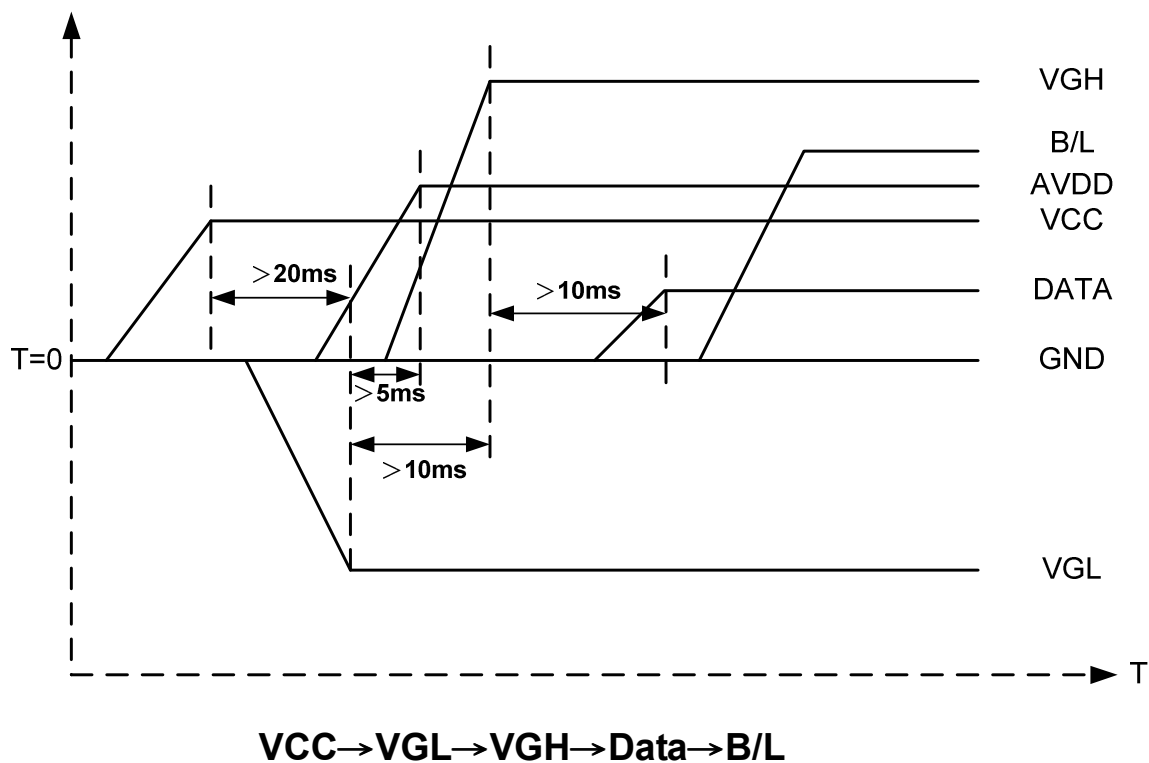 VGH
B/L
AVDD
VCC
>20ms
>10ms
DATA
T=0
GND
>5ms
>10ms
VGL
T
VCC→VGL→VGH→Data→B/L